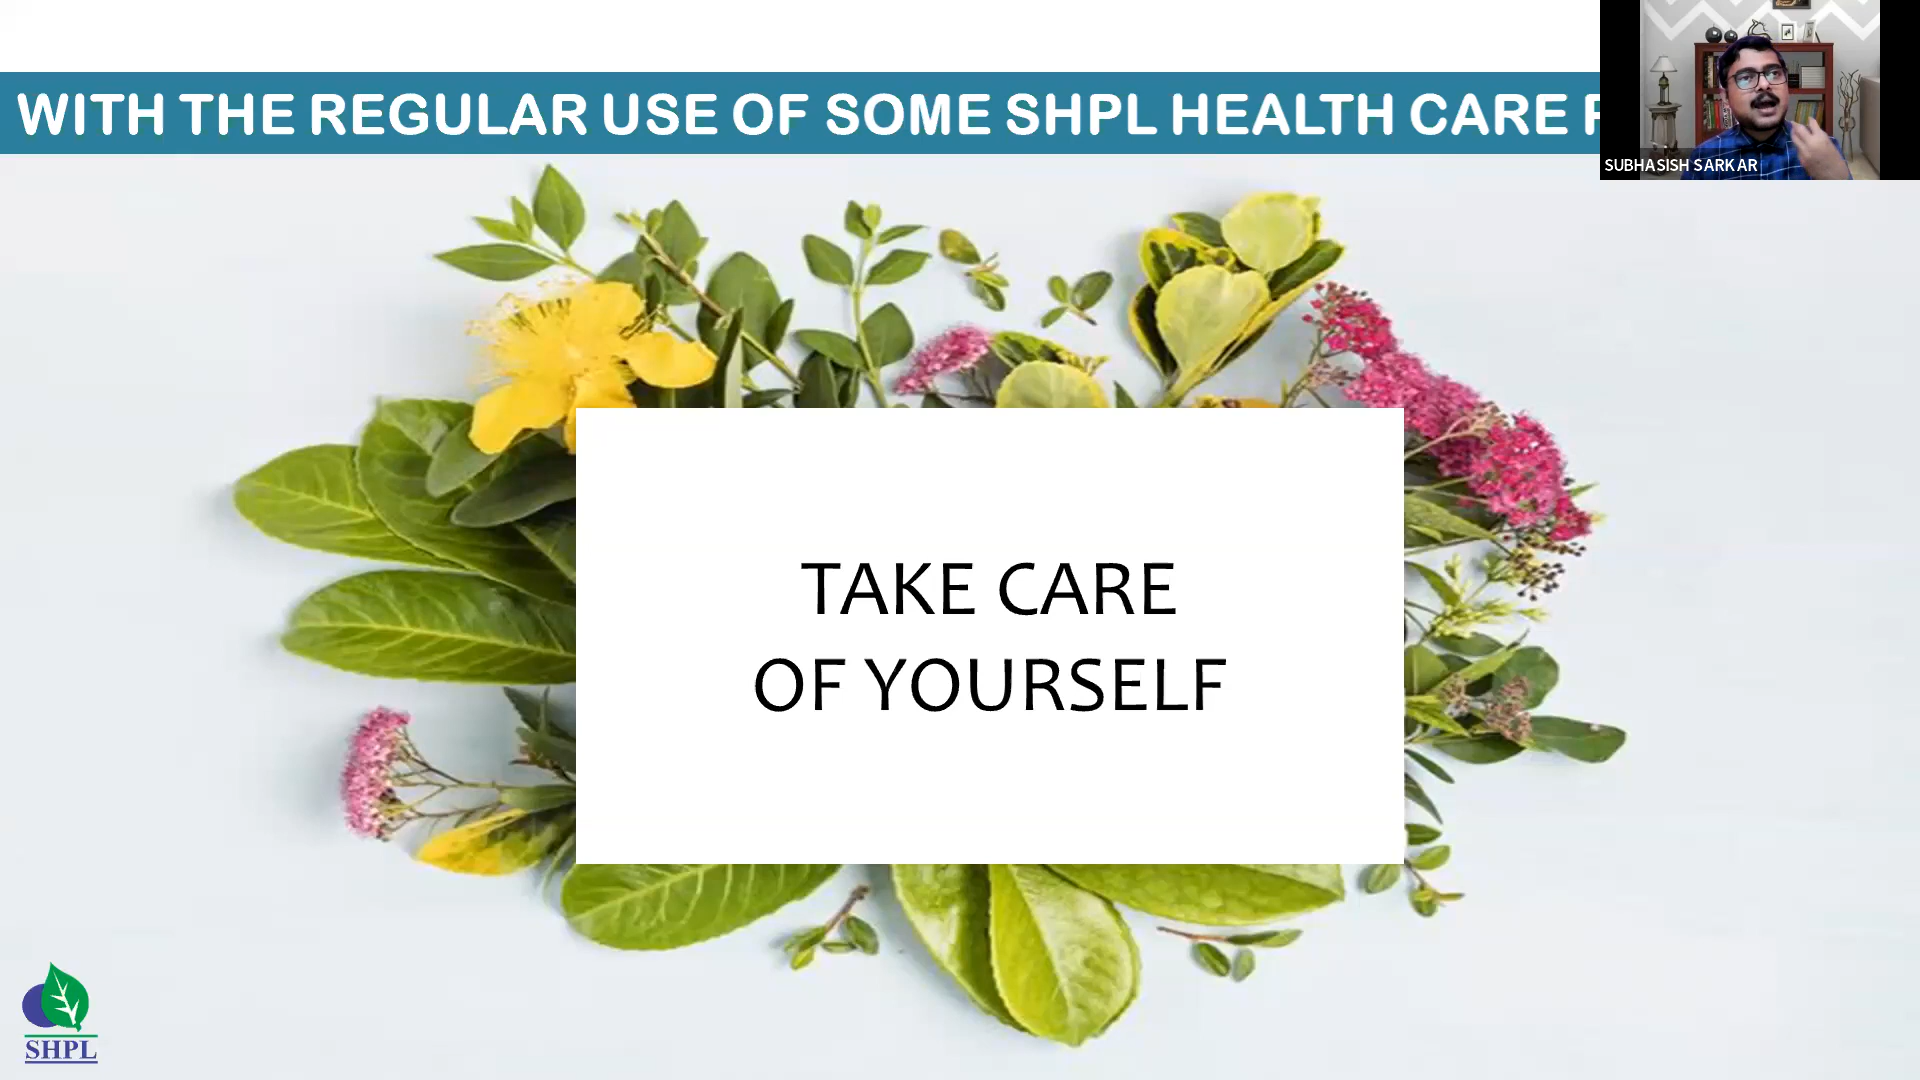 WITH THE REGULAR USE OF SOME SHPL HEALTH CARE
SUBHASISH SARKAR
TAKE CARE
OF YOURSELF
SHPL